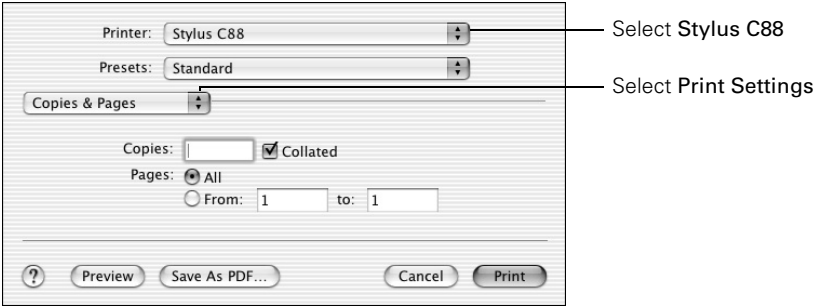 Printer: Stylus C88
Select Stylus C88
Presets: Standard
Select Print Settings
Copies & Pages
Copies: Collated
Pages: All
From: 1 to: 1
? Preview Save As PDF... Cancel Print